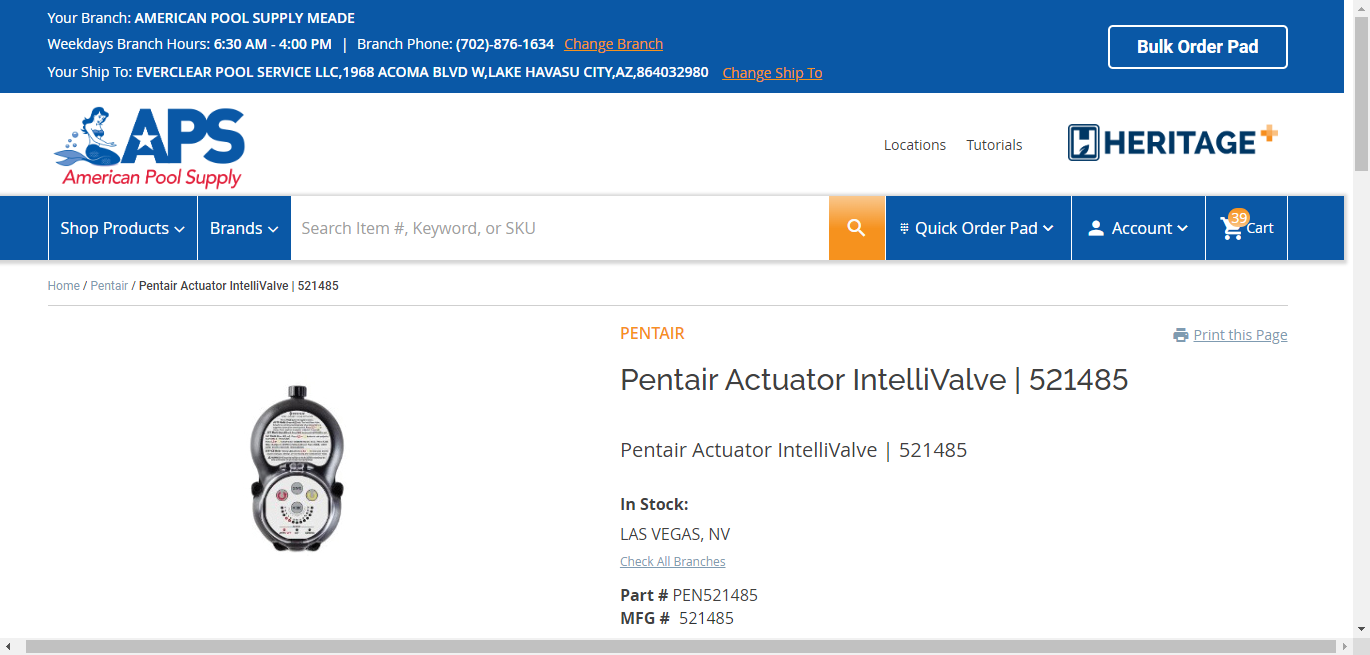 Your Branch: AMERICAN POOL SUPPLY MEADE
Weekdays Branch Hours: 6:30 AM - 4:00 PM | Branch Phone: (702)-876-1634 Change Branch
Your Ship To: EVERCLEAR POOL SERVICE LLC,1968 ACOMA BLVD W,LAKE HAVASU CITY,AZ,864032980 Change Ship To
Bulk Order Pad
APS
American Pool Supply
Locations Tutorials
HERITAGE+
Shop Products Brands Search Item #, Keyword, or SKU Quick Order Pad Account 39 Cart
Home / Pentair / Pentair Actuator IntelliValve | 521485
PENTAIR
Print this Page
Pentair Actuator IntelliValve | 521485
Pentair Actuator IntelliValve | 521485
In Stock:
LAS VEGAS, NV
Check All Branches
Part # PEN521485
MFG # 521485